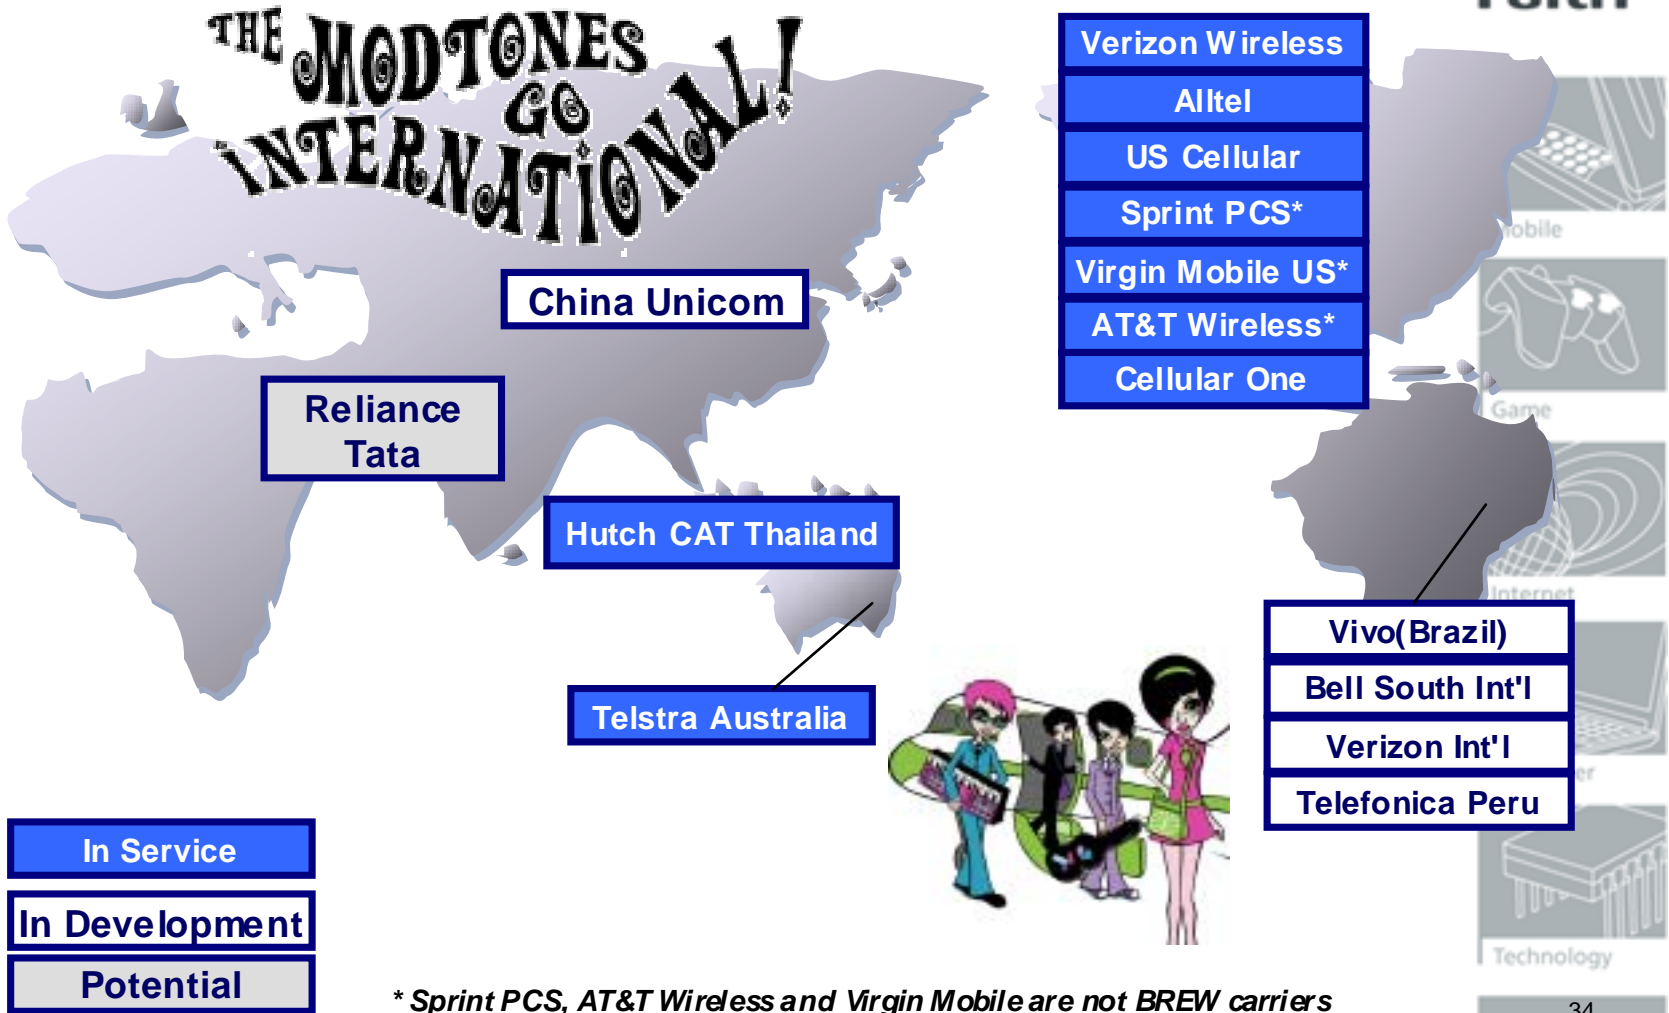 THE MODTONES
GO
INTERNATIONAL!
Verizon Wireless
Alltel
US Cellular
Sprint PCS*
Virgin Mobile US*
AT&T Wireless*
Cellular One
China Unicom
Reliance
Tata
Hutch CAT Thailand
Telstra Australia
Vivo(Brazil)
Bell South Int'l
Verizon Int'l
Telefonica Peru
In Service
In Development
Potential
* Sprint PCS, AT&T Wireless and Virgin Mobile are not BREW carriers
Game
Internet
Technology
34